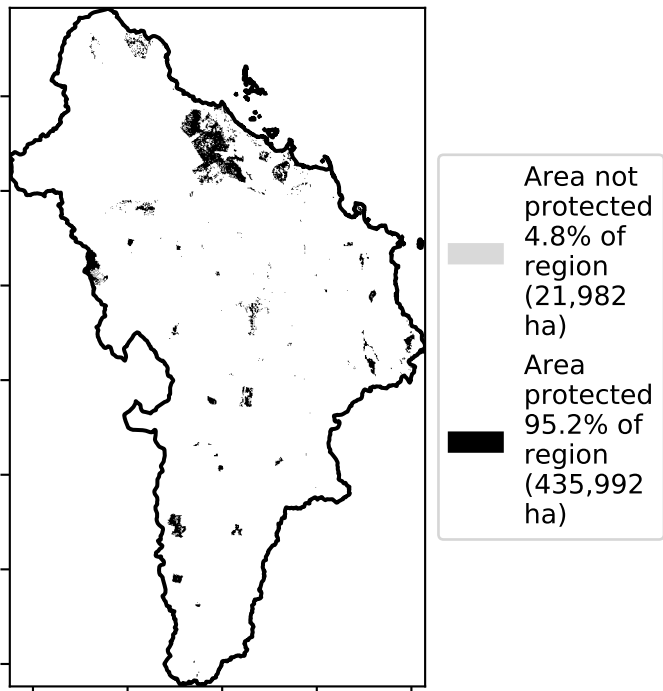 Area not
protected
4.8% of
region
(21,982
ha)
Area
protected
95.2% of
region
(435,992
ha)